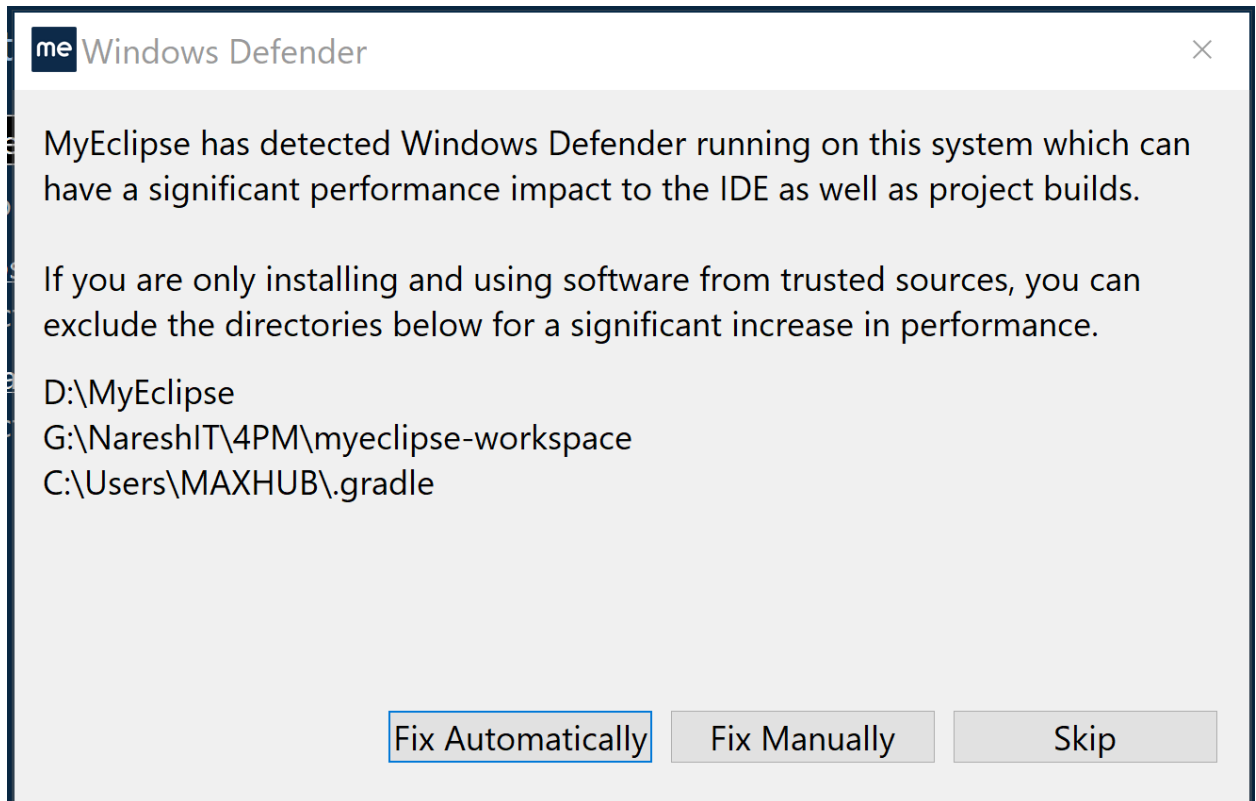 me Windows Defender
MyEclipse has detected Windows Defender running on this system which can
have a significant performance impact to the IDE as well as project builds.
If you are only installing and using software from trusted sources, you can
exclude the directories below for a significant increase in performance.
D:\MyEclipse
G:\NareshIT\4PM\myeclipse-workspace
C:\Users\MAXHUB\.gradle
Fix Automatically Fix Manually Skip